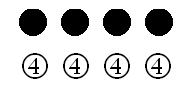 ● ● ● ●
④ ④ ④ ④